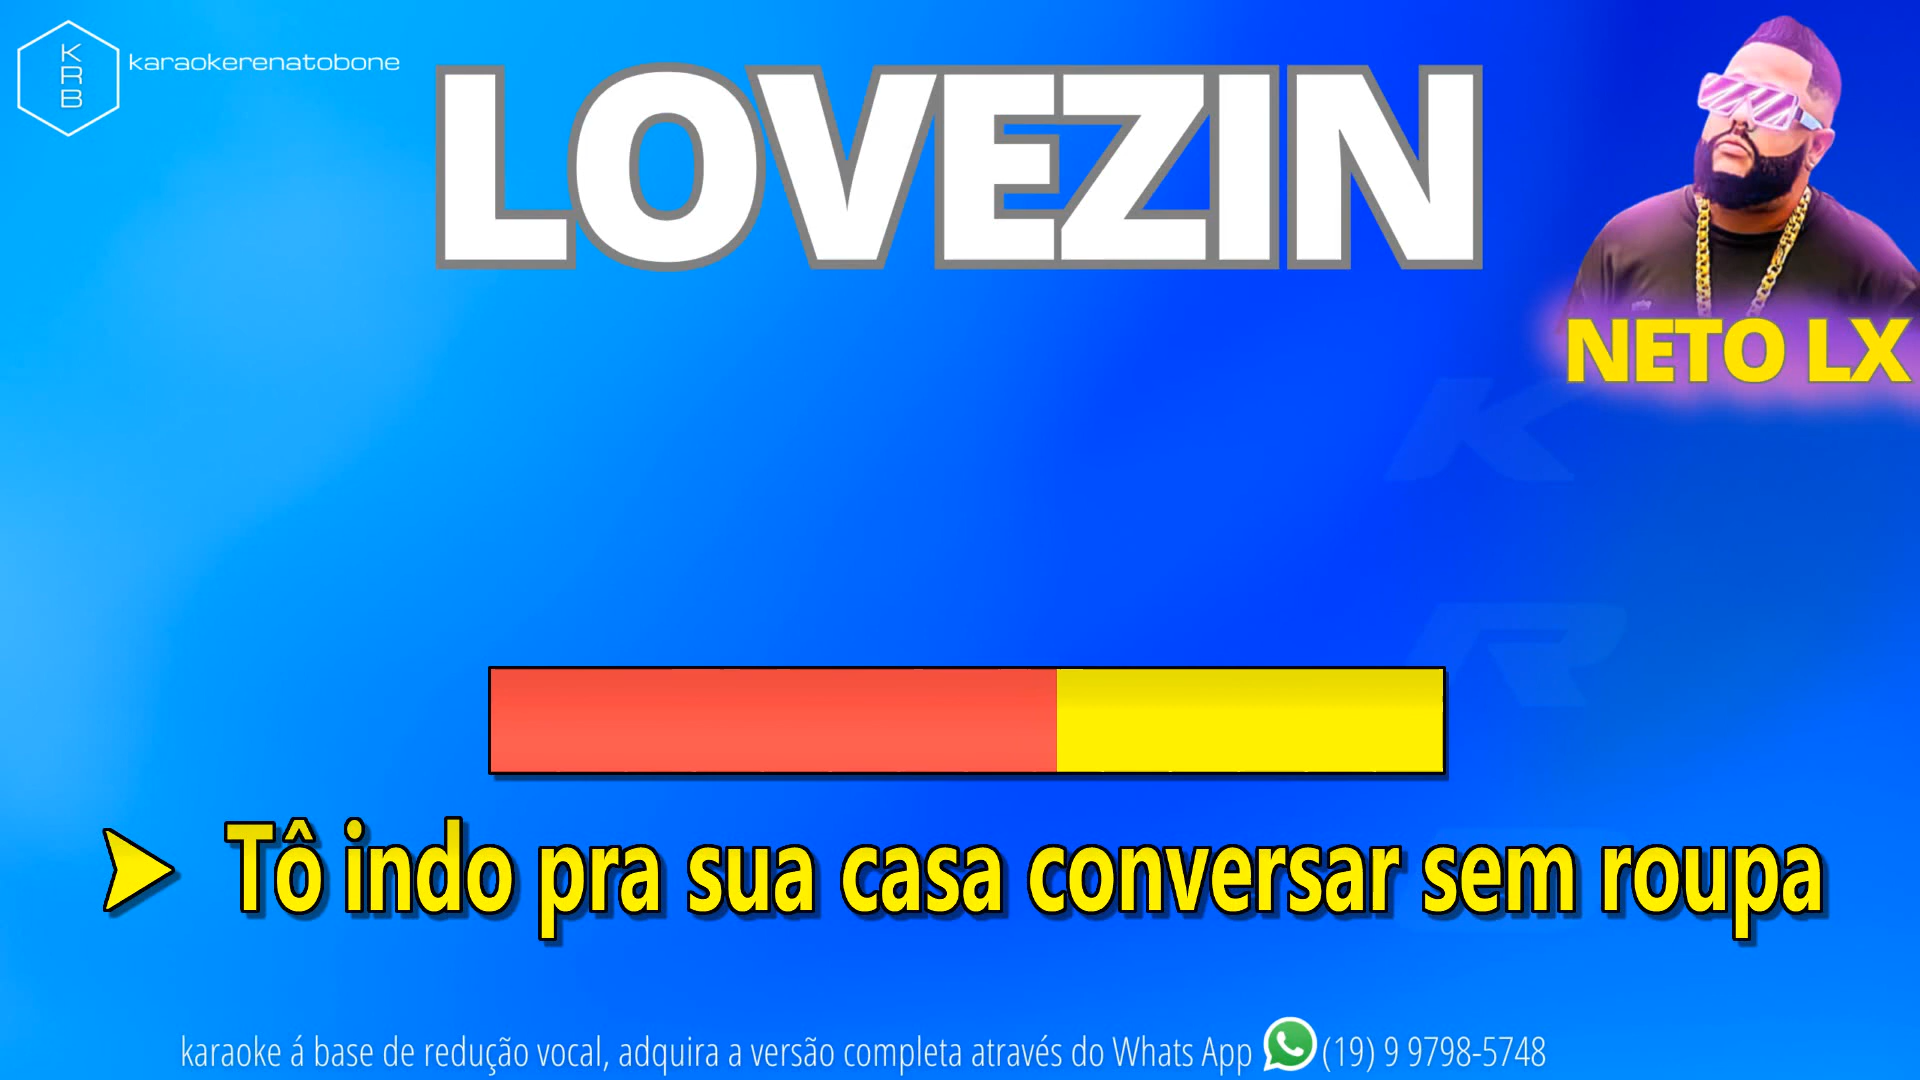 K
R
B
karaokerenatobone
LOVEZIN
NETO LX
K
R
Tô indo pra sua casa conversar sem roupa
karaoke á base de redução vocal, adquira a versão completa através do Whats App (19) 9 9798-5748